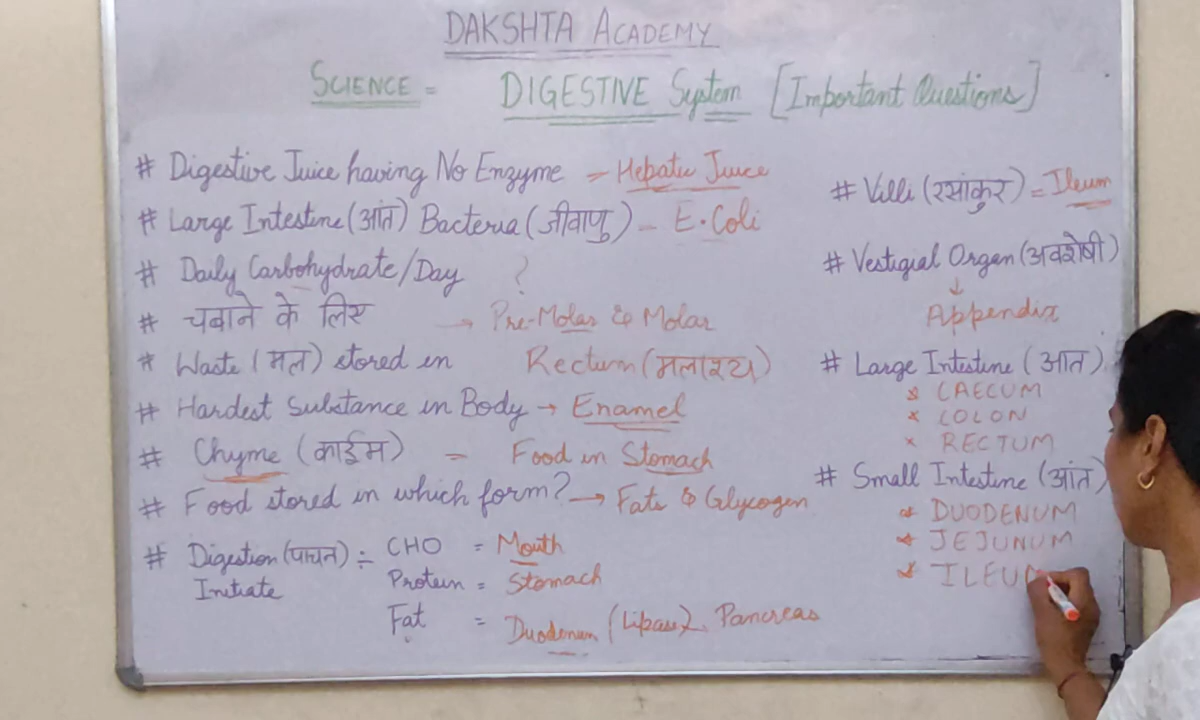 DAKSHTA ACADEMY
SCIENCE = DIGESTIVE System [Important Questions]
# Digestive Juice having No Enzyme = Hepatic Juice
# Large Intestine (आंत) Bacteria (जीवाणु) - E. Coli
# Daily Carbohydrate/Day ?
# चबाने के लिए → Pre-Molar & Molar
# Waste (मल) stored in Rectum (मलाश्य)
# Hardest Substance in Body → Enamel
# Chyme (काईम) = Food in Stomach
# Food stored in which form? → Fats & Glycogen
# Digestion (पाचन) ÷ CHO = Mouth
Initiate Protein = Stomach
Fat = Duodenum (Lipase), Pancreas
# Villi (रसांकुर) = Ileum
# Vestigial Organ (अवशेषी)
↓
Appendix
# Large Intestine (आंत)
* CAECUM
* COLON
* RECTUM
# Small Intestine (आंत)
* DUODENUM
* JEJUNUM
* ILEUM